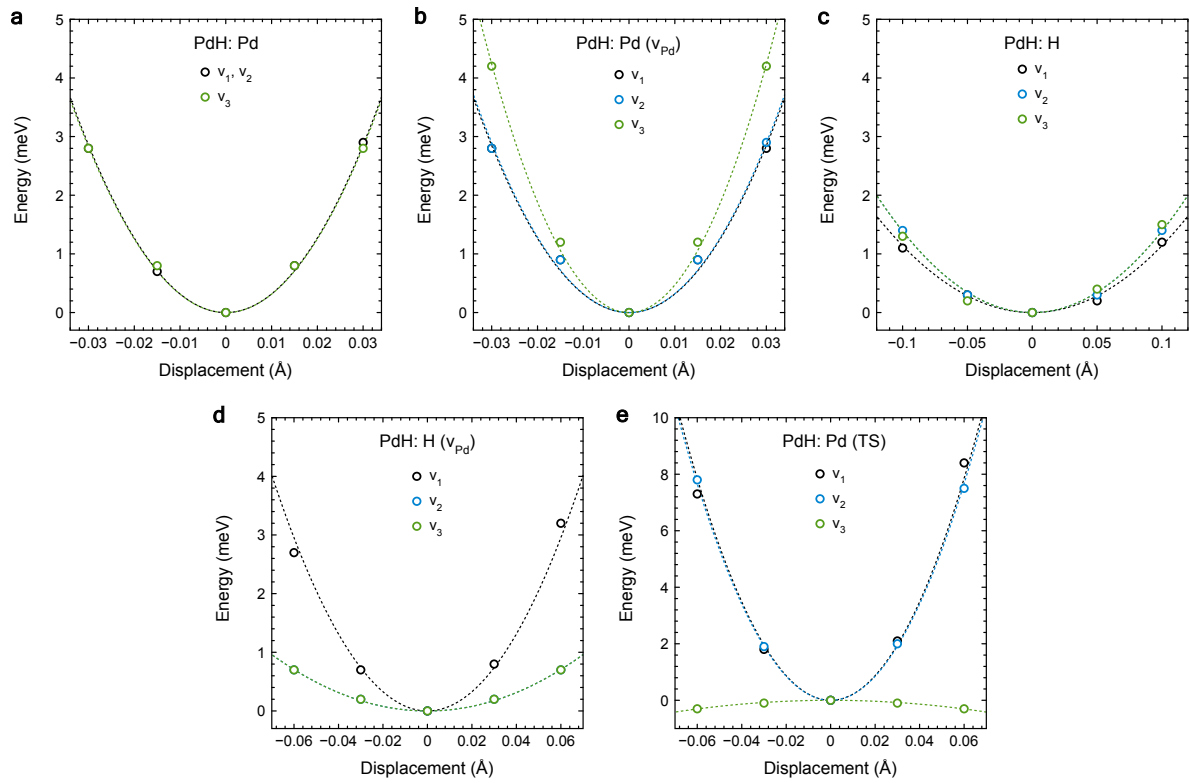 a
PdH: Pd
v₁, v₂
v₃
Energy (meV)
5
4
3
2
1
0
−0.03 −0.02 −0.01 0 0.01 0.02 0.03
Displacement (Å)
b
PdH: Pd (v_Pd)
v₁
v₂
v₃
Energy (meV)
5
4
3
2
1
0
−0.03 −0.02 −0.01 0 0.01 0.02 0.03
Displacement (Å)
c
PdH: H
v₁
v₂
v₃
Energy (meV)
5
4
3
2
1
0
−0.1 −0.05 0 0.05 0.1
Displacement (Å)
d
PdH: H (v_Pd)
v₁
v₂
v₃
Energy (meV)
5
4
3
2
1
0
−0.06 −0.04 −0.02 0 0.02 0.04 0.06
Displacement (Å)
e
PdH: Pd (TS)
v₁
v₂
v₃
Energy (meV)
10
8
6
4
2
0
−0.06 −0.04 −0.02 0 0.02 0.04 0.06
Displacement (Å)